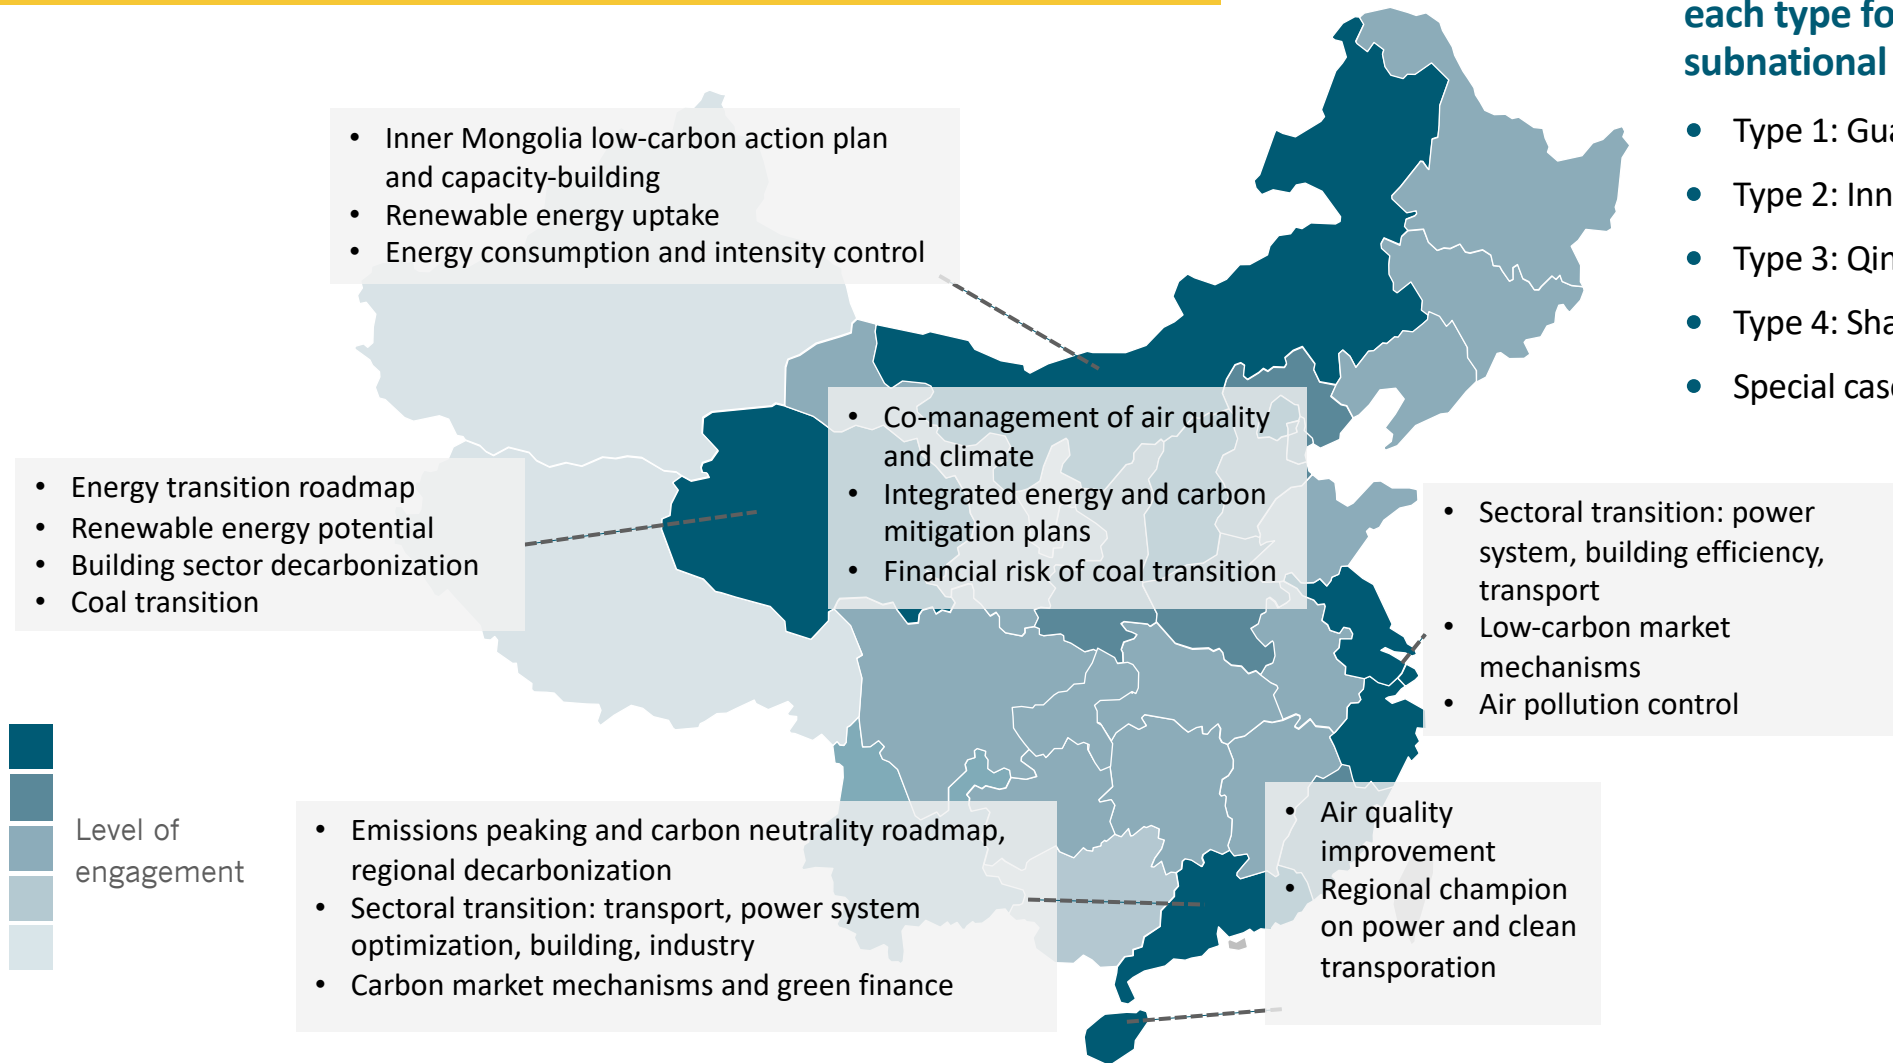 each type fo
subnational
• Type 1: Gua
• Type 2: Inn
• Type 3: Qin
• Type 4: Sha
• Special case
• Inner Mongolia low-carbon action plan
and capacity-building
• Renewable energy uptake
• Energy consumption and intensity control
• Co-management of air quality
and climate
• Integrated energy and carbon
mitigation plans
• Financial risk of coal transition
• Energy transition roadmap
• Renewable energy potential
• Building sector decarbonization
• Coal transition
• Sectoral transition: power
system, building efficiency,
transport
• Low-carbon market
mechanisms
• Air pollution control
Level of
engagement
• Emissions peaking and carbon neutrality roadmap,
regional decarbonization
• Sectoral transition: transport, power system
optimization, building, industry
• Carbon market mechanisms and green finance
• Air quality
improvement
• Regional champion
on power and clean
transporation